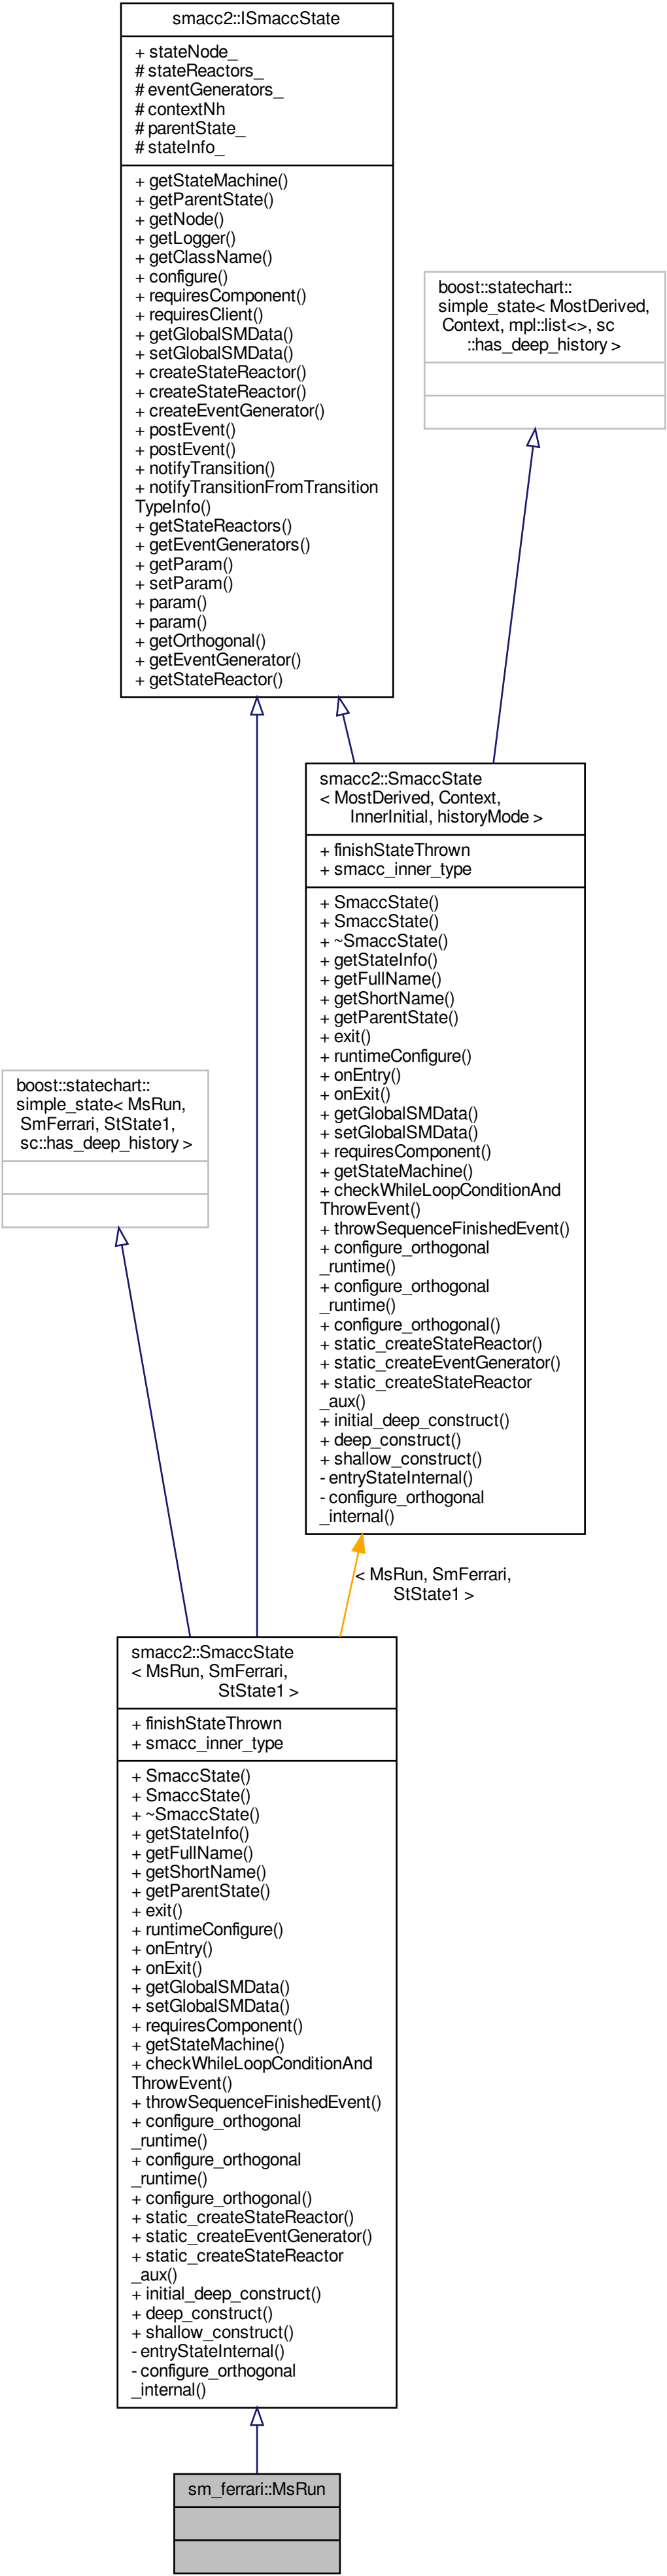 smacc2::ISmaccState
+ stateNode_
# stateReactors_
# eventGenerators_
# contextNh
# parentState_
# stateInfo_
+ getStateMachine()
+ getParentState()
+ getNode()
+ getLogger()
+ getClassName()
+ configure()
+ requiresComponent()
+ requiresClient()
+ getGlobalSMData()
+ setGlobalSMData()
+ createStateReactor()
+ createStateReactor()
+ createEventGenerator()
+ postEvent()
+ postEvent()
+ notifyTransition()
+ notifyTransitionFromTransition
TypeInfo()
+ getStateReactors()
+ getEventGenerators()
+ getParam()
+ setParam()
+ param()
+ param()
+ getOrthogonal()
+ getEventGenerator()
+ getStateReactor()
boost::statechart::
simple_state< MostDerived,
Context, mpl::list<>, sc
::has_deep_history >
smacc2::SmaccState
< MostDerived, Context,
InnerInitial, historyMode >
+ finishStateThrown
+ smacc_inner_type
+ SmaccState()
+ SmaccState()
+ ~SmaccState()
+ getStateInfo()
+ getFullName()
+ getShortName()
+ getParentState()
+ exit()
+ runtimeConfigure()
+ onEntry()
+ onExit()
+ getGlobalSMData()
+ setGlobalSMData()
+ requiresComponent()
+ getStateMachine()
+ checkWhileLoopConditionAnd
ThrowEvent()
+ throwSequenceFinishedEvent()
+ configure_orthogonal
_runtime()
+ configure_orthogonal
_runtime()
+ configure_orthogonal()
+ static_createStateReactor()
+ static_createEventGenerator()
+ static_createStateReactor
_aux()
+ initial_deep_construct()
+ deep_construct()
+ shallow_construct()
- entryStateInternal()
- configure_orthogonal
_internal()
boost::statechart::
simple_state< MsRun,
SmFerrari, StState1,
sc::has_deep_history >
< MsRun, SmFerrari,
StState1 >
smacc2::SmaccState
< MsRun, SmFerrari,
StState1 >
+ finishStateThrown
+ smacc_inner_type
+ SmaccState()
+ SmaccState()
+ ~SmaccState()
+ getStateInfo()
+ getFullName()
+ getShortName()
+ getParentState()
+ exit()
+ runtimeConfigure()
+ onEntry()
+ onExit()
+ getGlobalSMData()
+ setGlobalSMData()
+ requiresComponent()
+ getStateMachine()
+ checkWhileLoopConditionAnd
ThrowEvent()
+ throwSequenceFinishedEvent()
+ configure_orthogonal
_runtime()
+ configure_orthogonal
_runtime()
+ configure_orthogonal()
+ static_createStateReactor()
+ static_createEventGenerator()
+ static_createStateReactor
_aux()
+ initial_deep_construct()
+ deep_construct()
+ shallow_construct()
- entryStateInternal()
- configure_orthogonal
_internal()
sm_ferrari::MsRun